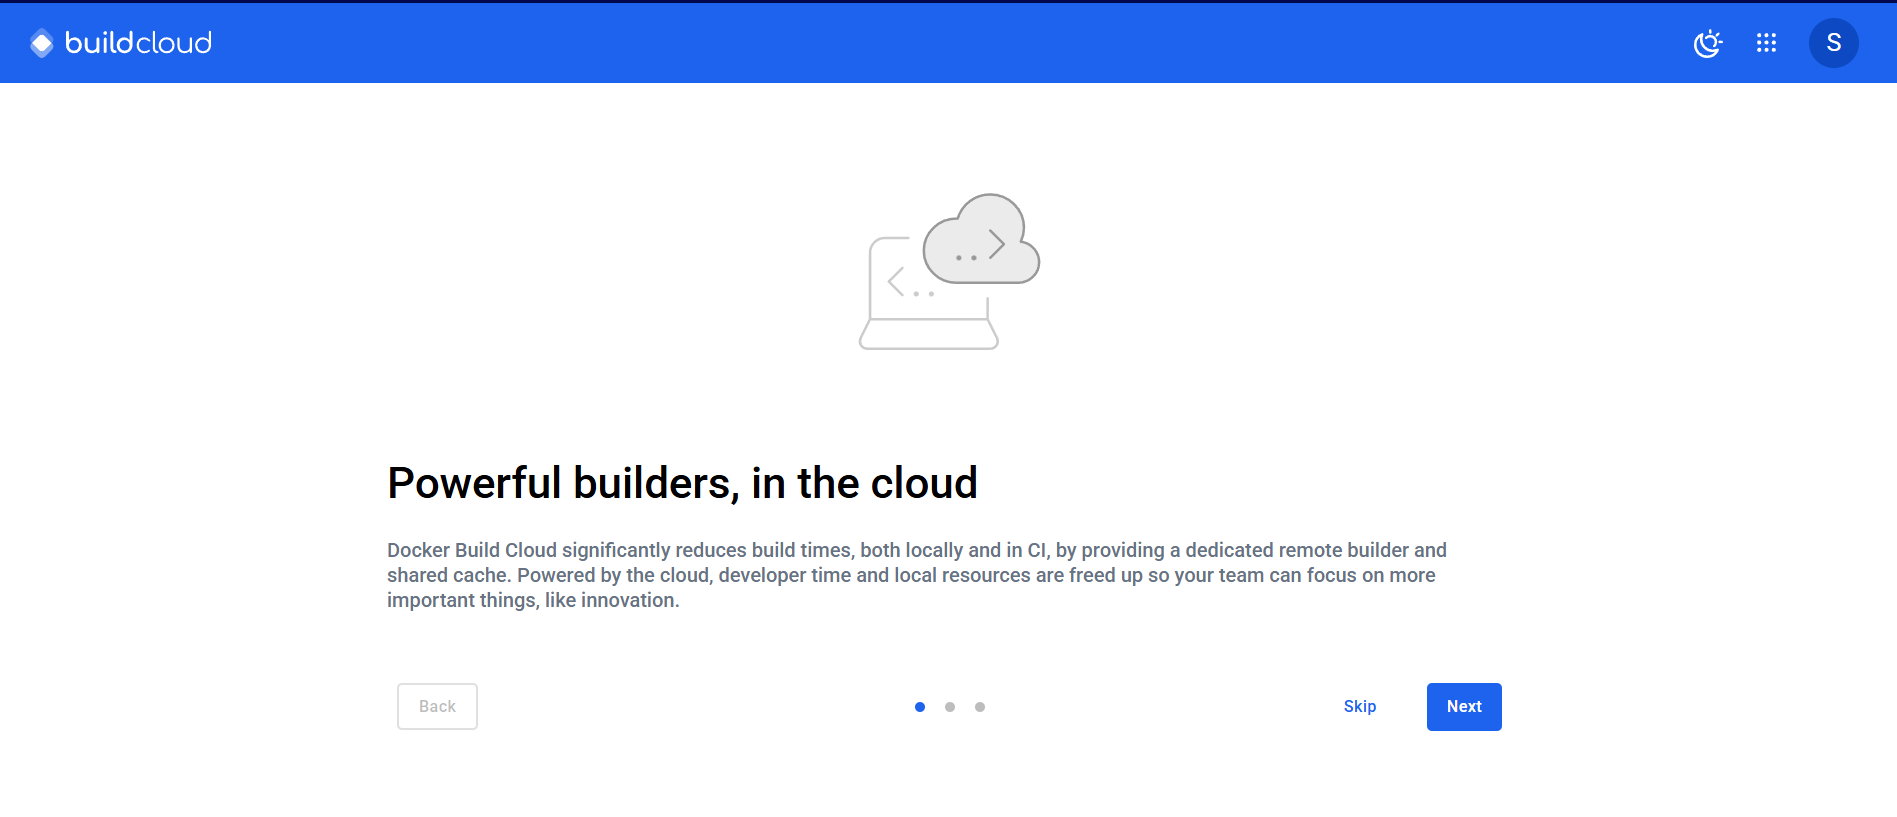 buildcloud
S
Powerful builders, in the cloud
Docker Build Cloud significantly reduces build times, both locally and in CI, by providing a dedicated remote builder and
shared cache. Powered by the cloud, developer time and local resources are freed up so your team can focus on more
important things, like innovation.
Back
Skip
Next